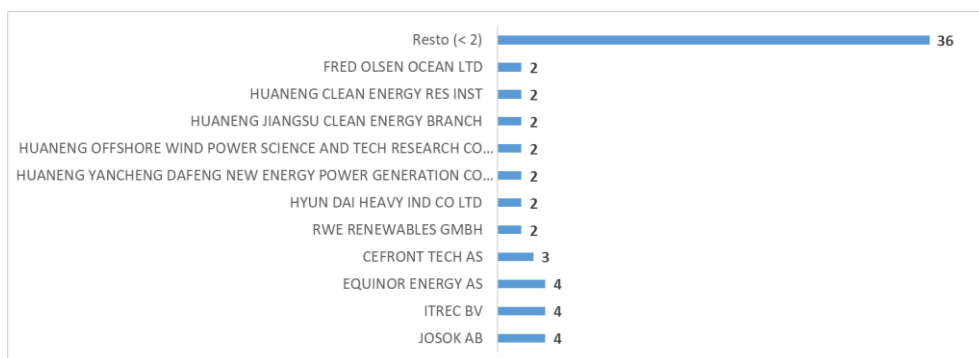 Resto (< 2) 36
FRED OLSEN OCEAN LTD 2
HUANENG CLEAN ENERGY RES INST 2
HUANENG JIANGSU CLEAN ENERGY BRANCH 2
HUANENG OFFSHORE WIND POWER SCIENCE AND TECH RESEARCH CO… 2
HUANENG YANCHENG DAFENG NEW ENERGY POWER GENERATION CO… 2
HYUN DAI HEAVY IND CO LTD 2
RWE RENEWABLES GMBH 2
CEFRONT TECH AS 3
EQUINOR ENERGY AS 4
ITREC BV 4
JOSOK AB 4